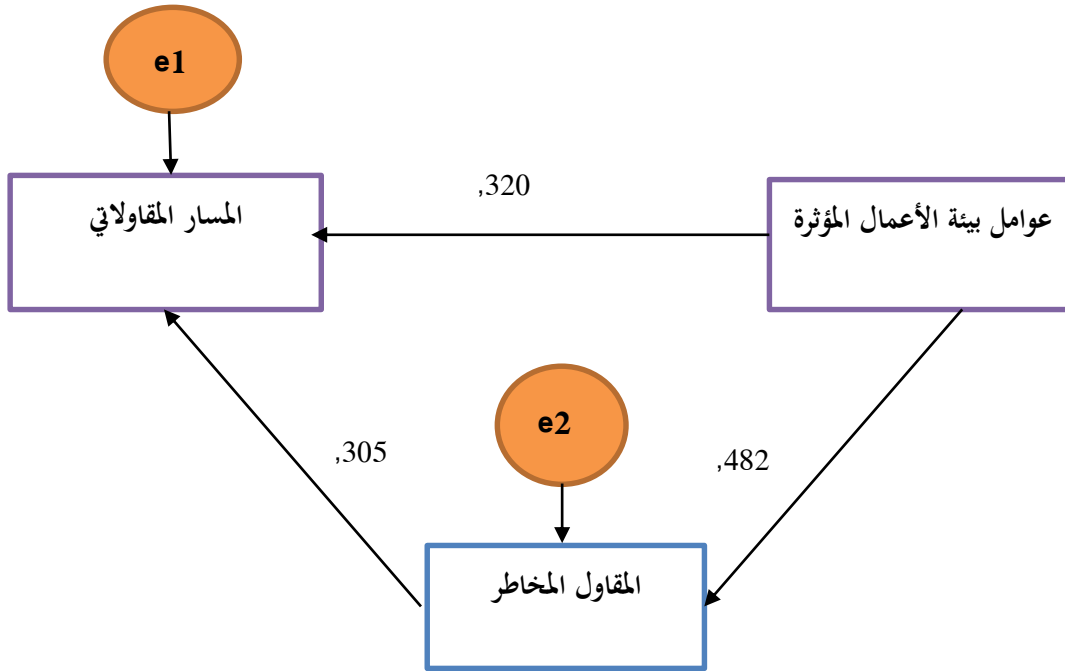 e1
,320
عوامل بيئة الأعمال المؤثرة
المسار المقاولاتي
e2
,305
,482
المقاول المخاطر